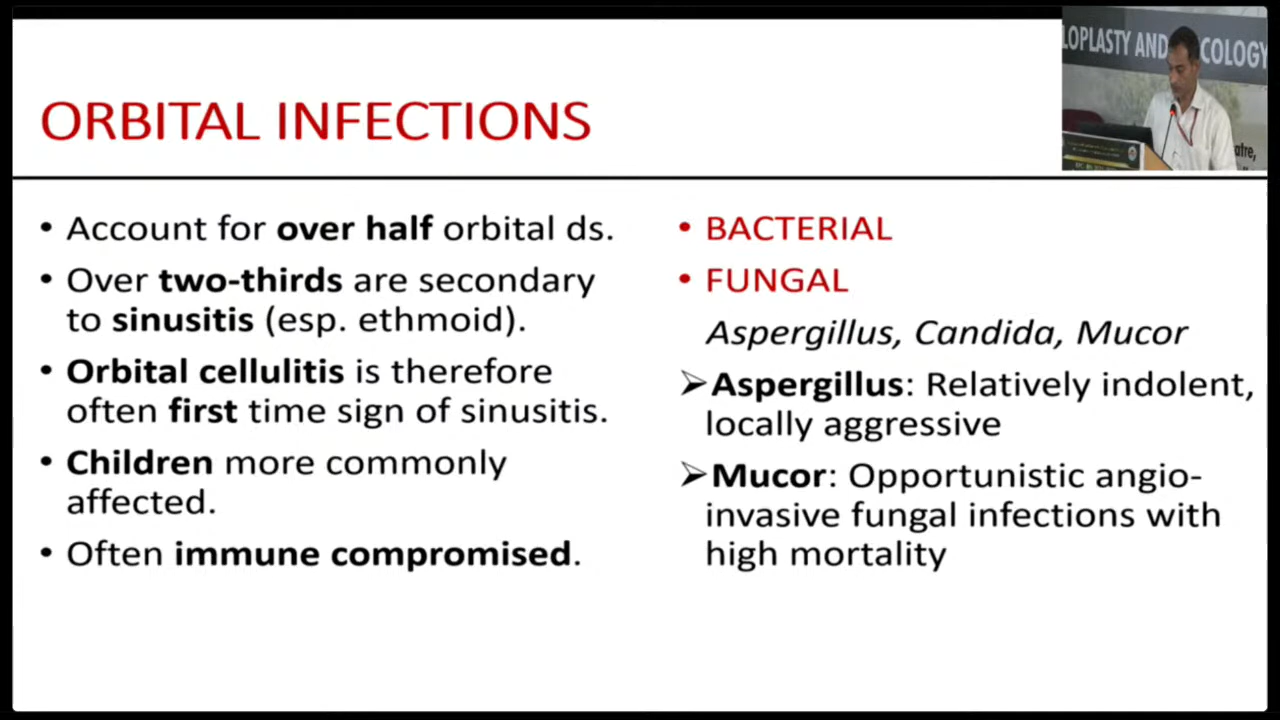 ORBITAL INFECTIONS
LOPLASTY AND
COLOGY
• Account for over half orbital ds.
• Over two-thirds are secondary
to sinusitis (esp. ethmoid).
• Orbital cellulitis is therefore
often first time sign of sinusitis.
• Children more commonly
affected.
• Often immune compromised.
• BACTERIAL
• FUNGAL
Aspergillus, Candida, Mucor
➢Aspergillus: Relatively indolent,
locally aggressive
➢Mucor: Opportunistic angio-
invasive fungal infections with
high mortality